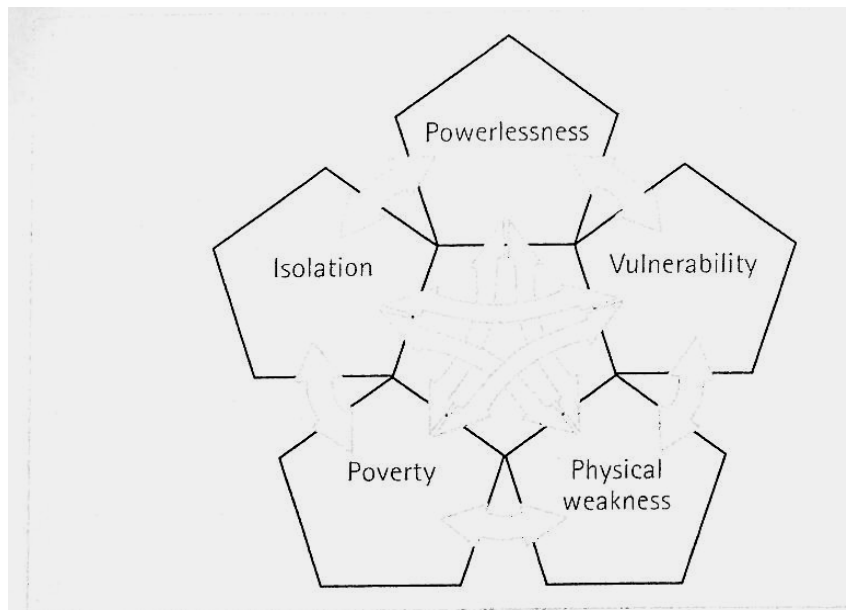 Powerlessness
Isolation
Vulnerability
Poverty
Physical
weakness